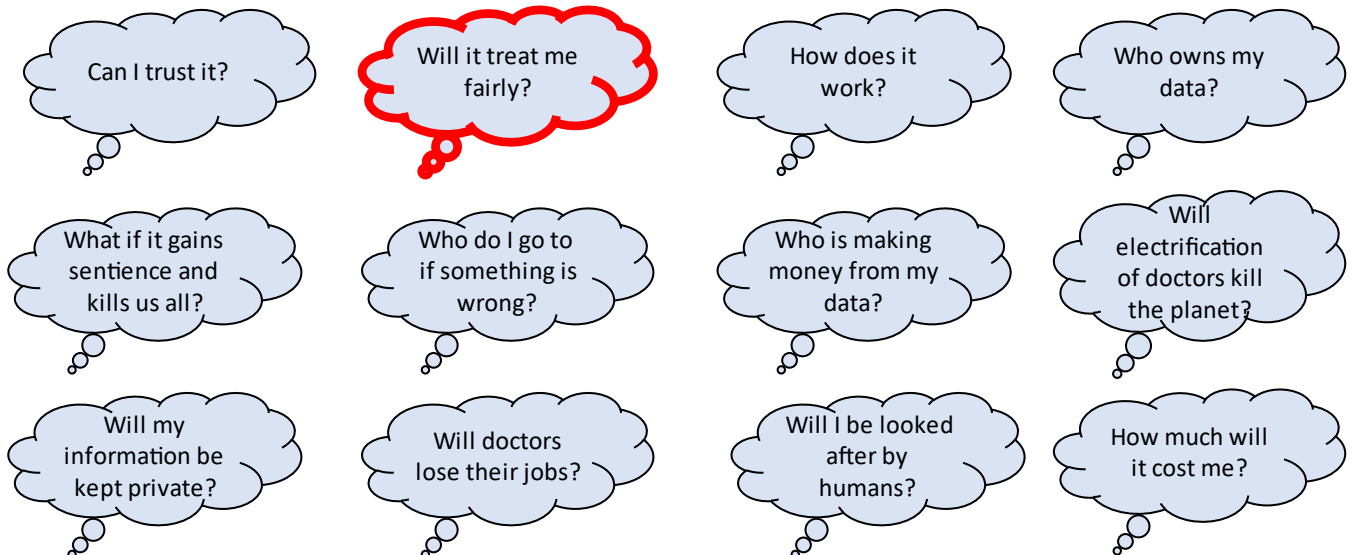 Can I trust it?
Will it treat me
fairly?
How does it
work?
Who owns my
data?
What if it gains
sentience and
kills us all?
Who do I go to
if something is
wrong?
Who is making
money from my
data?
Will
electrification
of doctors kill
the planet?
Will my
information be
kept private?
Will doctors
lose their jobs?
Will I be looked
after by
humans?
How much will
it cost me?